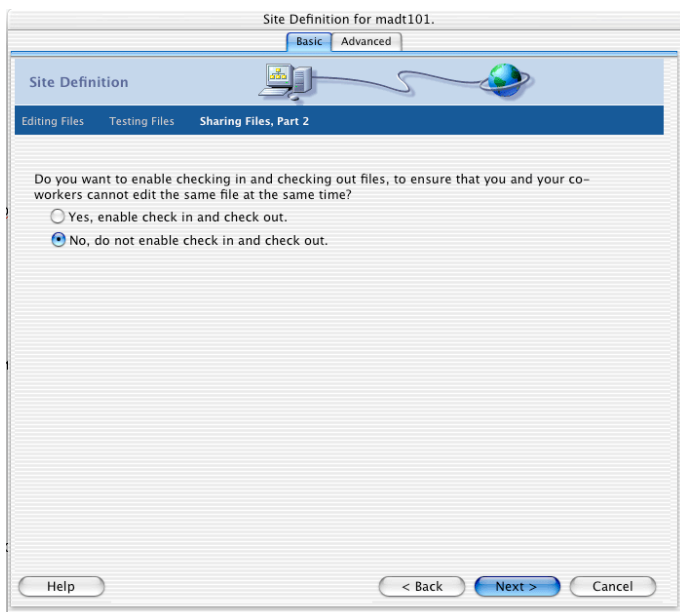 Site Definition for madt101.
Basic Advanced
Site Definition
Editing Files Testing Files Sharing Files, Part 2
Do you want to enable checking in and checking out files, to ensure that you and your co-
workers cannot edit the same file at the same time?
Yes, enable check in and check out.
No, do not enable check in and check out.
Help < Back Next > Cancel